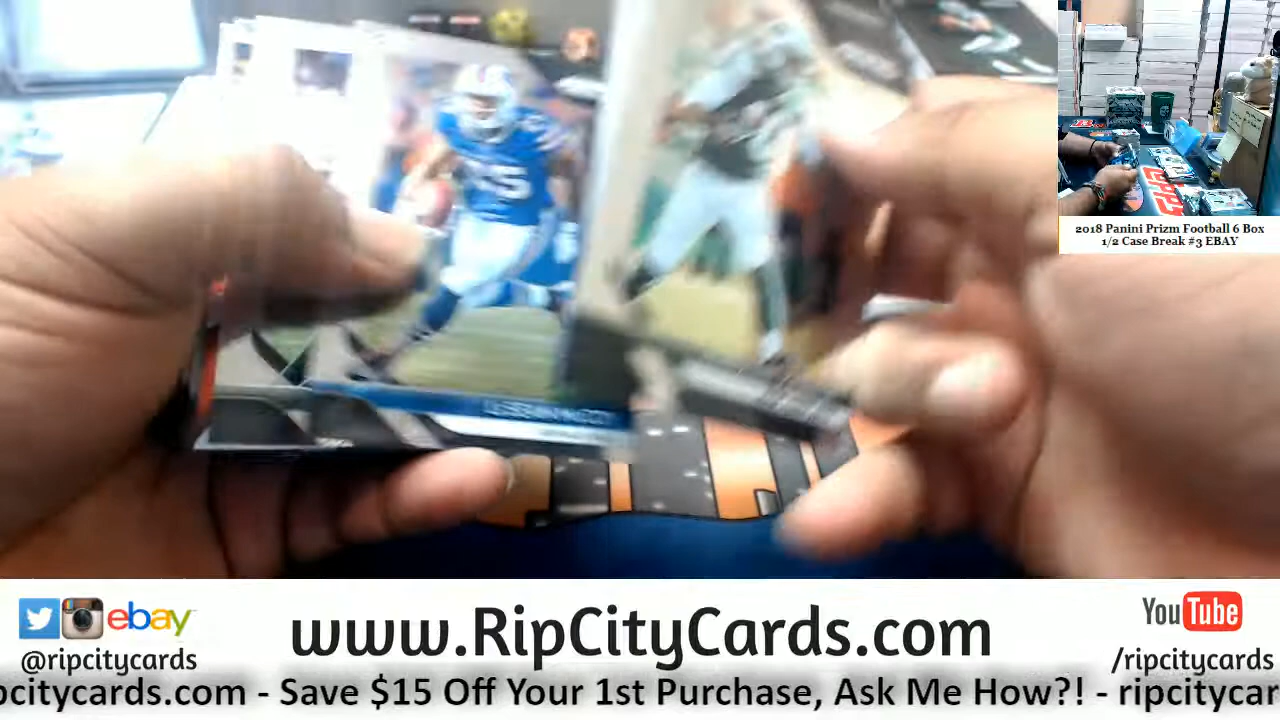 25
2018 Panini Prizm Football 6 Box
1/2 Case Break #3 EBAY
ebay
@ripcitycards
www.RipCityCards.com
YouTube
/ripcitycards
pcitycards.com - Save $15 Off Your 1st Purchase, Ask Me How?! - ripcitycar